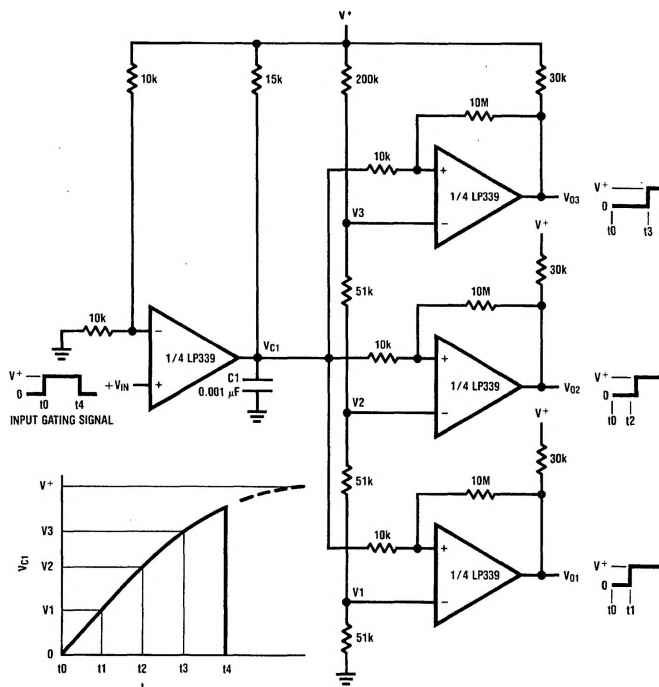 V+
10k
15k
200k
30k
10M
10k
+
1/4 LP339
−
V03
V+
0
t0
t3
V3
V+
51k
30k
10M
10k
10k
−
1/4 LP339
+
VC1
C1
0.001 µF
+VIN
V+
0
t0
t4
INPUT GATING SIGNAL
+
1/4 LP339
−
V02
V+
0
t0
t2
V2
V+
51k
30k
10M
10k
+
1/4 LP339
−
V01
V+
0
t0
t1
V1
51k
V+
V3
V2
V1
0
VC1
t0
t1
t2
t3
t4